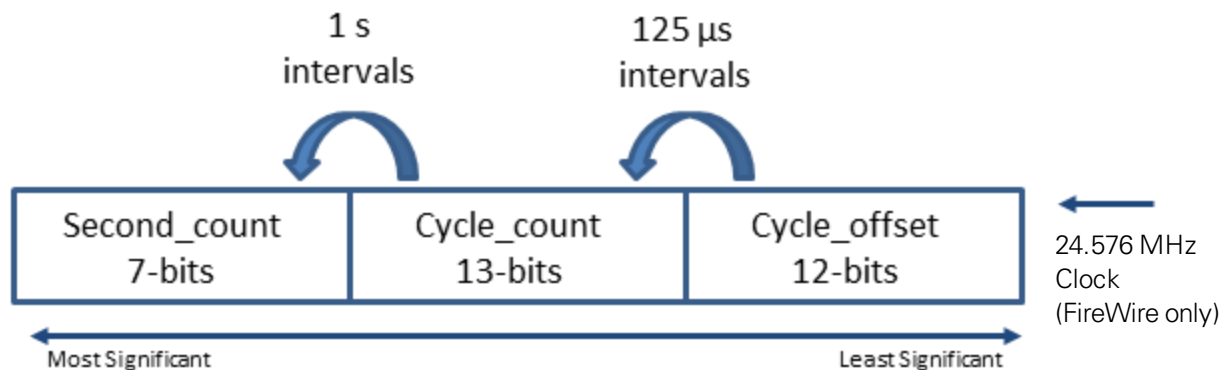 1 s
intervals
125 µs
intervals
Second_count
7-bits
Cycle_count
13-bits
Cycle_offset
12-bits
24.576 MHz
Clock
(FireWire only)
Most Significant
Least Significant